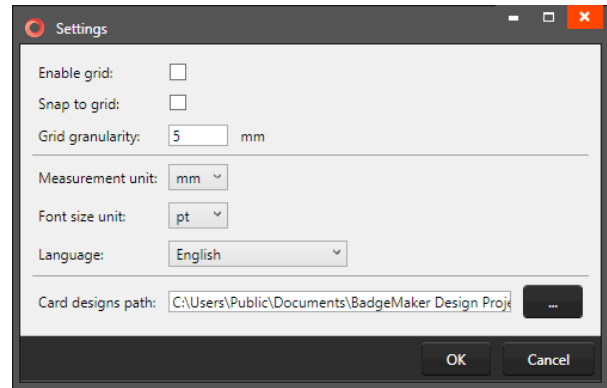 Settings
Enable grid:
Snap to grid:
Grid granularity: 5 mm
Measurement unit: mm
Font size unit: pt
Language: English
Card designs path: C:\Users\Public\Documents\BadgeMaker Design Proje ...
OK Cancel